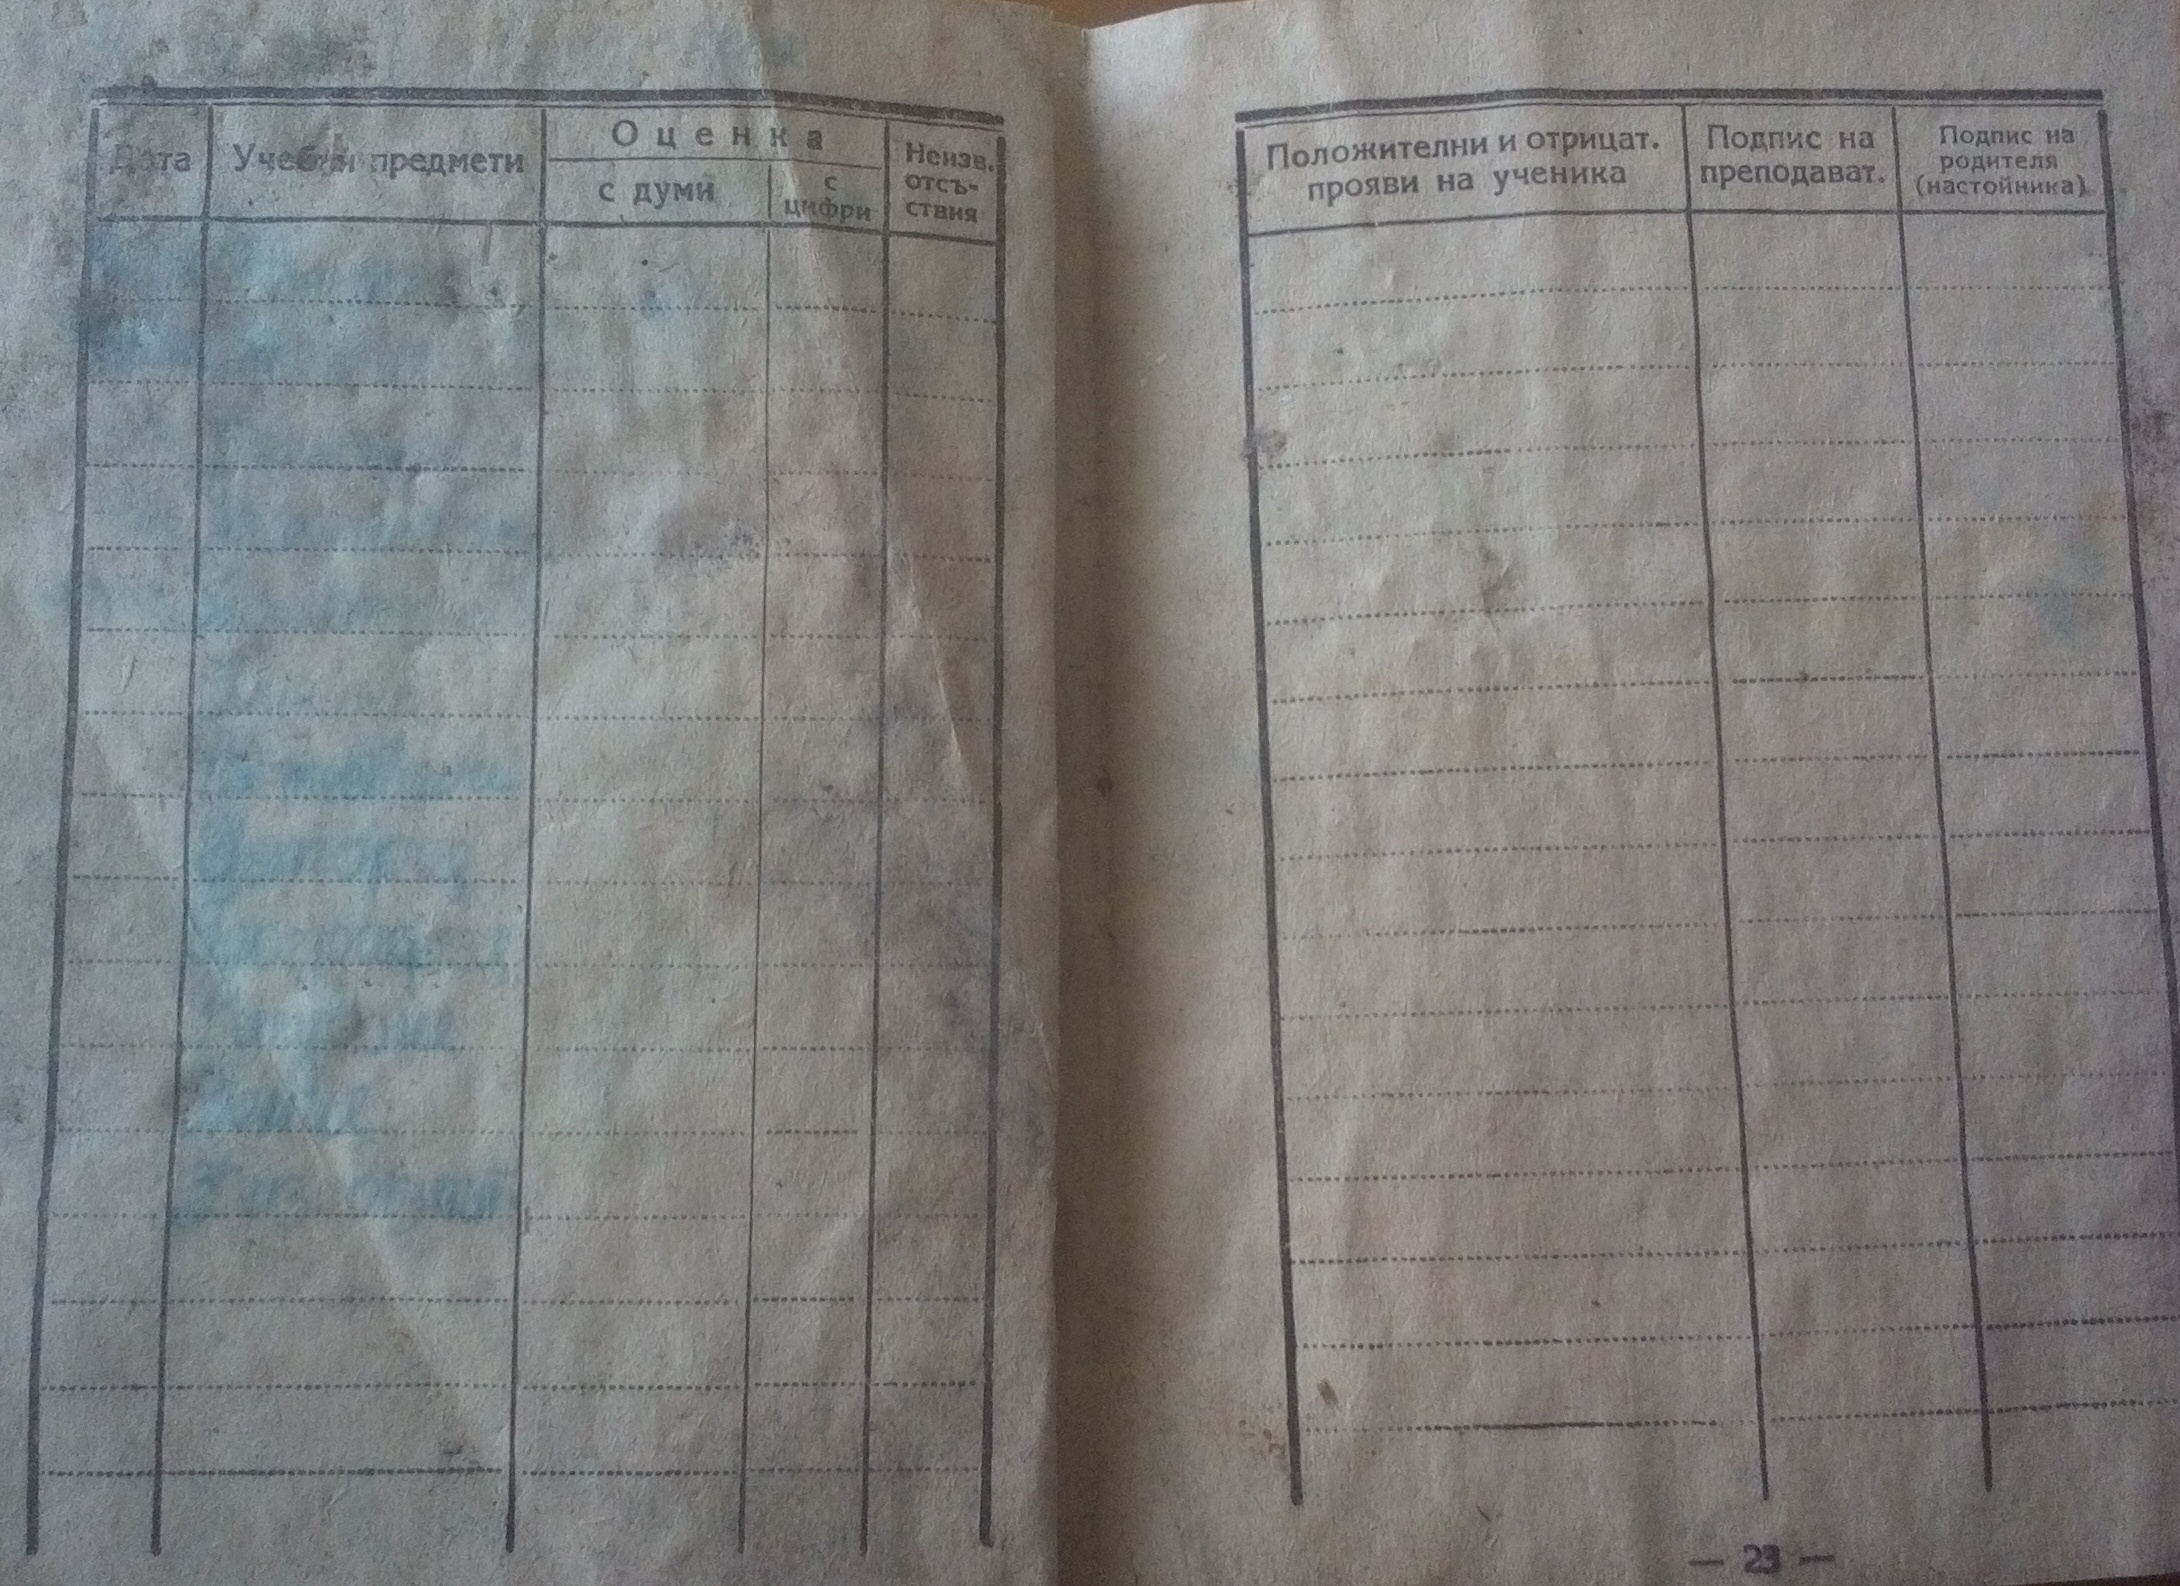 Дата
Учебни предмети
Оценка
с думи
с
цифри
Неизв.
отсъ-
ствия
Положителни и отрицат.
прояви на ученика
Подпис на
преподават.
Подпис на
родителя
(настойника)
— 23 —